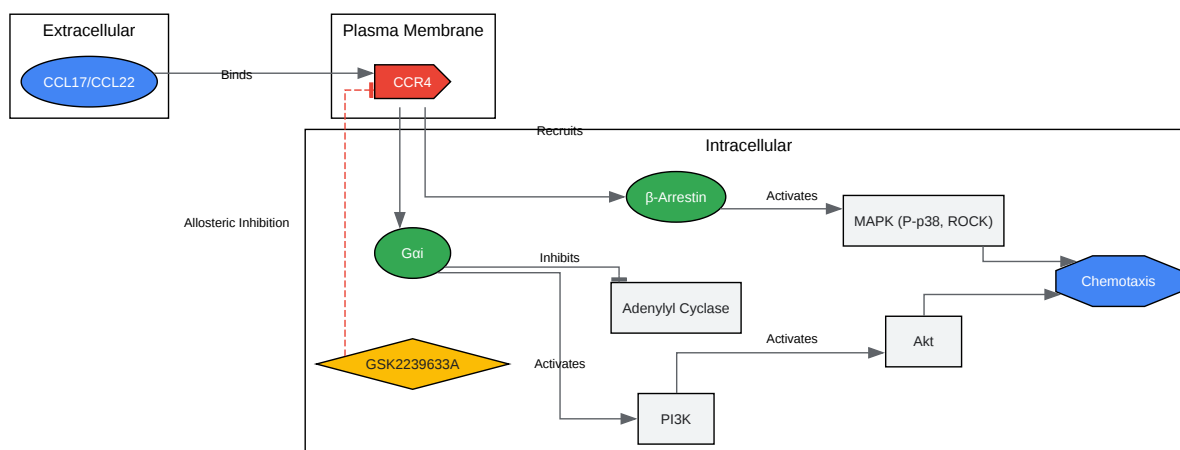 Extracellular
Plasma Membrane
CCL17/CCL22
Binds
CCR4
Recruits
Intracellular
β-Arrestin
Activates
MAPK (P-p38, ROCK)
Allosteric Inhibition
Gαi
Inhibits
Chemotaxis
Adenylyl Cyclase
Activates
Akt
GSK2239633A
Activates
PI3K